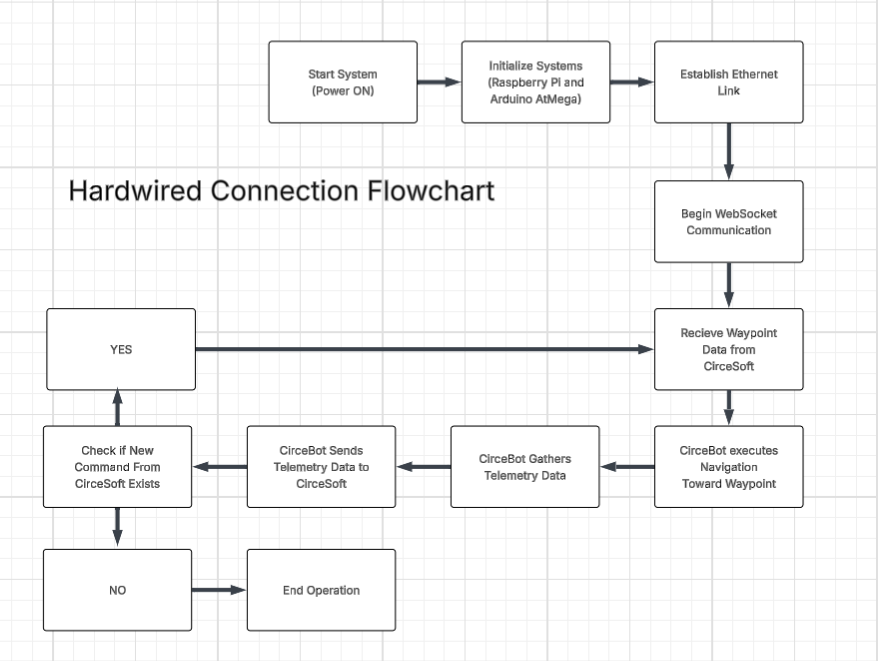 Start System
(Power ON)
Initialize Systems
(Raspberry Pi and
Arduino AtMega)
Establish Ethernet
Link
Hardwired Connection Flowchart
Begin WebSocket
Communication
YES
Recieve Waypoint
Data from
CirceSoft
Check if New
Command From
CirceSoft Exists
CirceBot Sends
Telemetry Data to
CirceSoft
CirceBot Gathers
Telemetry Data
CirceBot executes
Navigation
Toward Waypoint
NO
End Operation